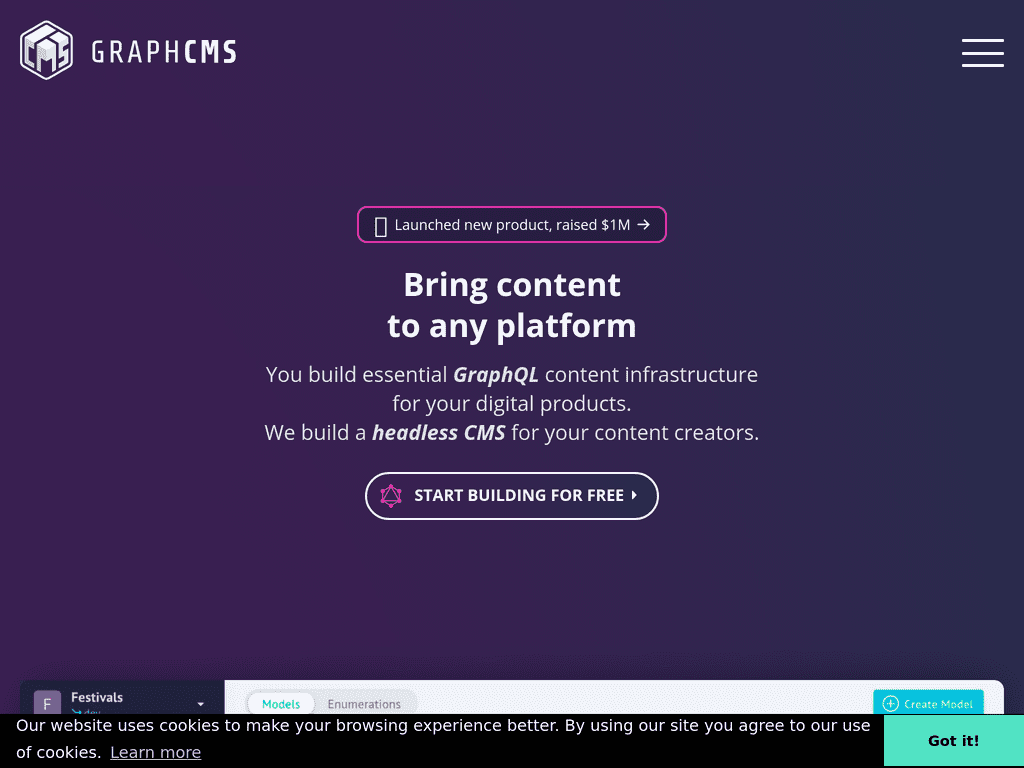 CMS
GRAPHCMS
Launched new product, raised $1M →
Bring content
to any platform
You build essential GraphQL content infrastructure
for your digital products.
We build a headless CMS for your content creators.
START BUILDING FOR FREE
F Festivals
dev
Models Enumerations
Create Model
Our website uses cookies to make your browsing experience better. By using our site you agree to our use
of cookies. Learn more
Got it!